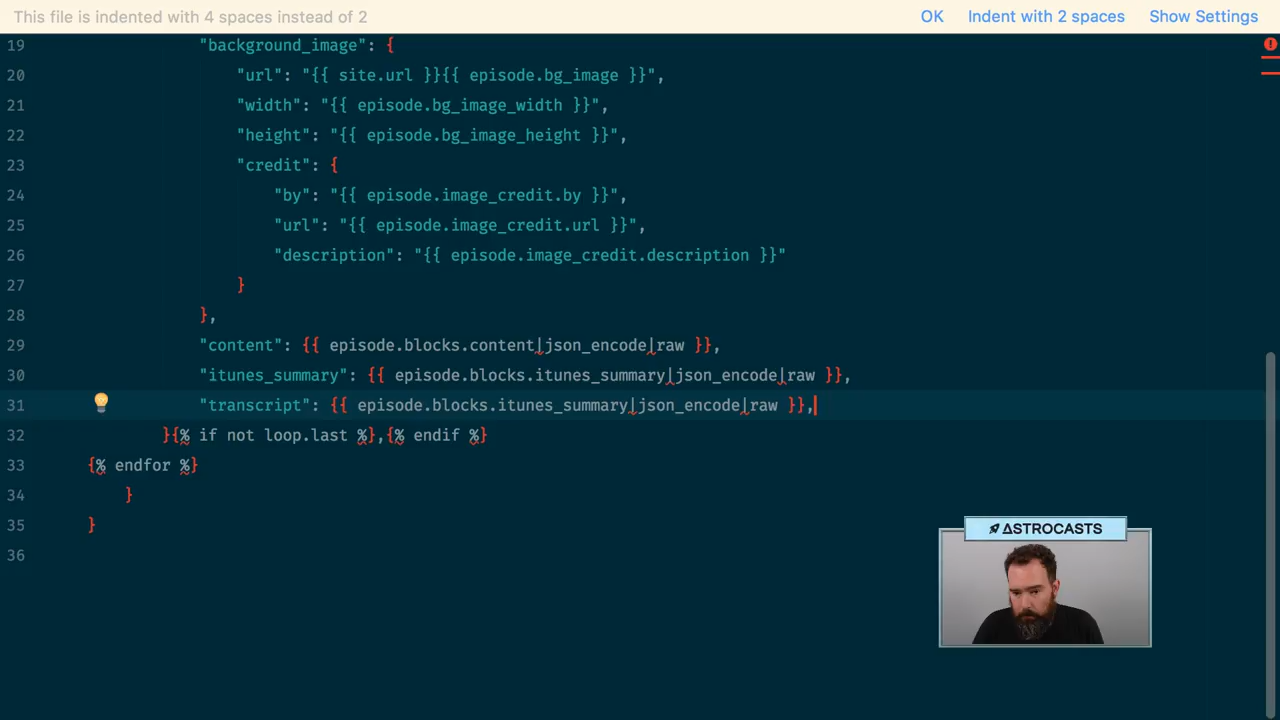 This file is indented with 4 spaces instead of 2 OK Indent with 2 spaces Show Settings
19 "background_image": {
20 "url": "{{ site.url }}{{ episode.bg_image }}",
21 "width": "{{ episode.bg_image_width }}",
22 "height": "{{ episode.bg_image_height }}",
23 "credit": {
24 "by": "{{ episode.image_credit.by }}",
25 "url": "{{ episode.image_credit.url }}",
26 "description": "{{ episode.image_credit.description }}"
27 }
28 },
29 "content": {{ episode.blocks.content|json_encode|raw }},
30 "itunes_summary": {{ episode.blocks.itunes_summary|json_encode|raw }},
31 "transcript": {{ episode.blocks.itunes_summary|json_encode|raw }},
32 }{% if not loop.last %},{% endif %}
33 {% endfor %}
34 }
35 }
36
ASTROCASTS